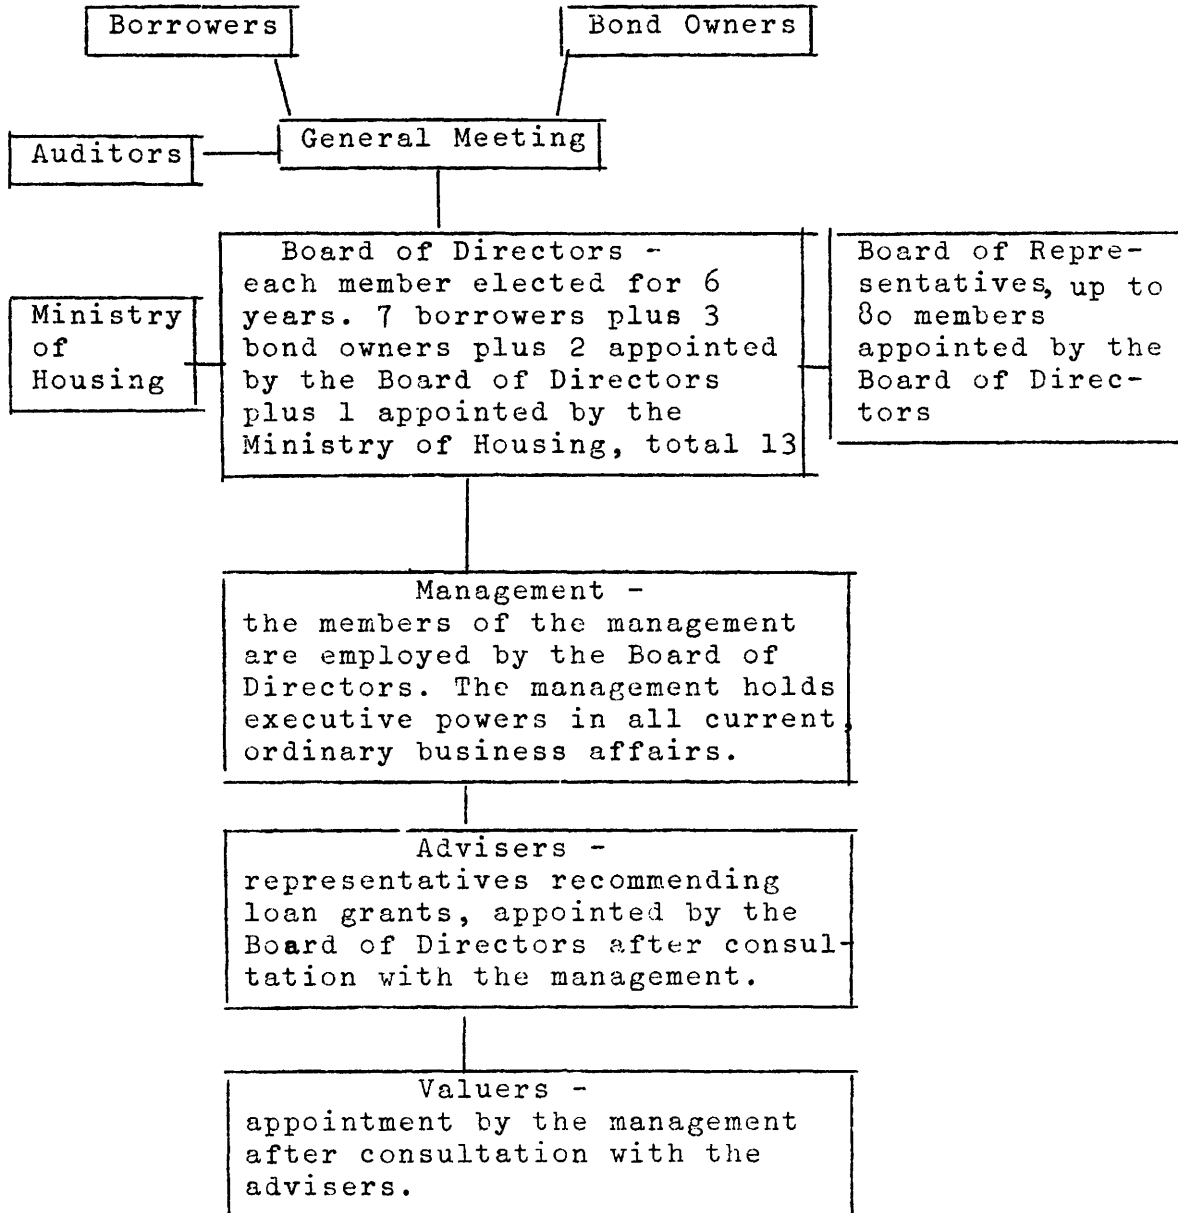 Borrowers
Bond Owners
General Meeting
Auditors
Board of Directors -
each member elected for 6
years. 7 borrowers plus 3
bond owners plus 2 appointed
by the Board of Directors
plus 1 appointed by the
Ministry of Housing, total 13
Ministry
of
Housing
Board of Repre-
sentatives, up to
80 members
appointed by the
Board of Direc-
tors
Management -
the members of the management
are employed by the Board of
Directors. The management holds
executive powers in all current,
ordinary business affairs.
Advisers -
representatives recommending
loan grants, appointed by the
Board of Directors after consul-
tation with the management.
Valuers -
appointment by the management
after consultation with the
advisers.